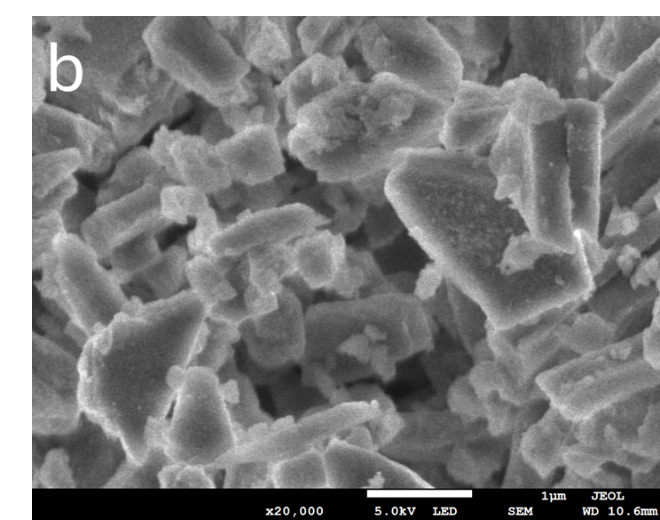 b
1μm JEOL
x20,000 5.0kV LED SEM WD 10.6mm